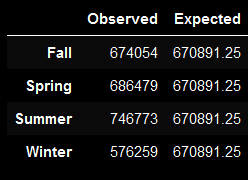 Observed Expected
Fall 674054 670891.25
Spring 686479 670891.25
Summer 746773 670891.25
Winter 576259 670891.25